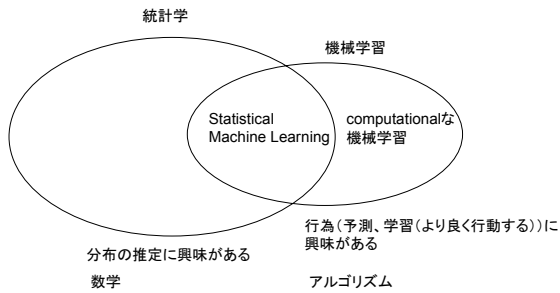 統計学
機械学習
Statistical
Machine Learning
computationalな
機械学習
行為(予測、学習(より良く行動する))に
興味がある
分布の推定に興味がある
数学
アルゴリズム